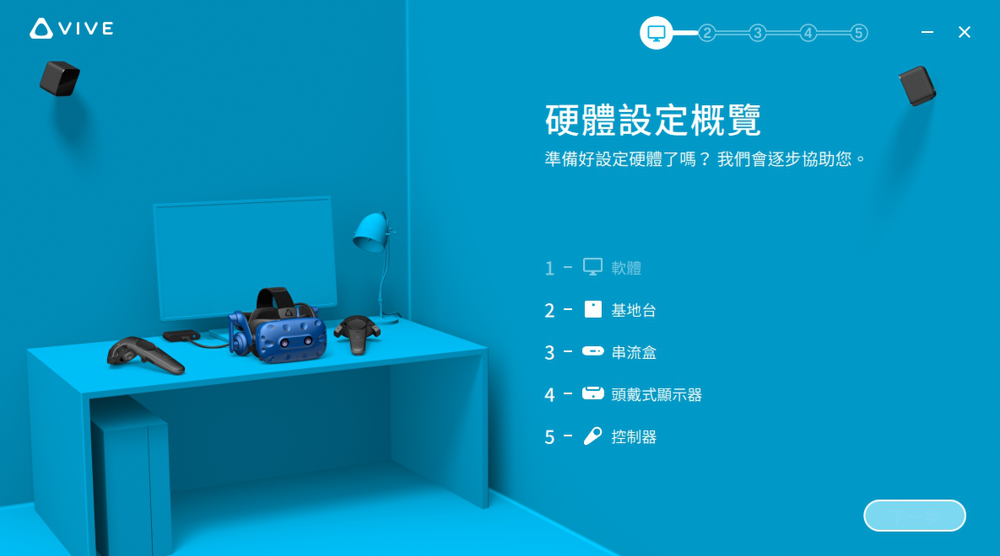 VIVE
2 3 4 5
硬體設定概覽
準備好設定硬體了嗎？ 我們會逐步協助您。
1 – 軟體
2 – 基地台
3 – 串流盒
4 – 頭戴式顯示器
5 – 控制器